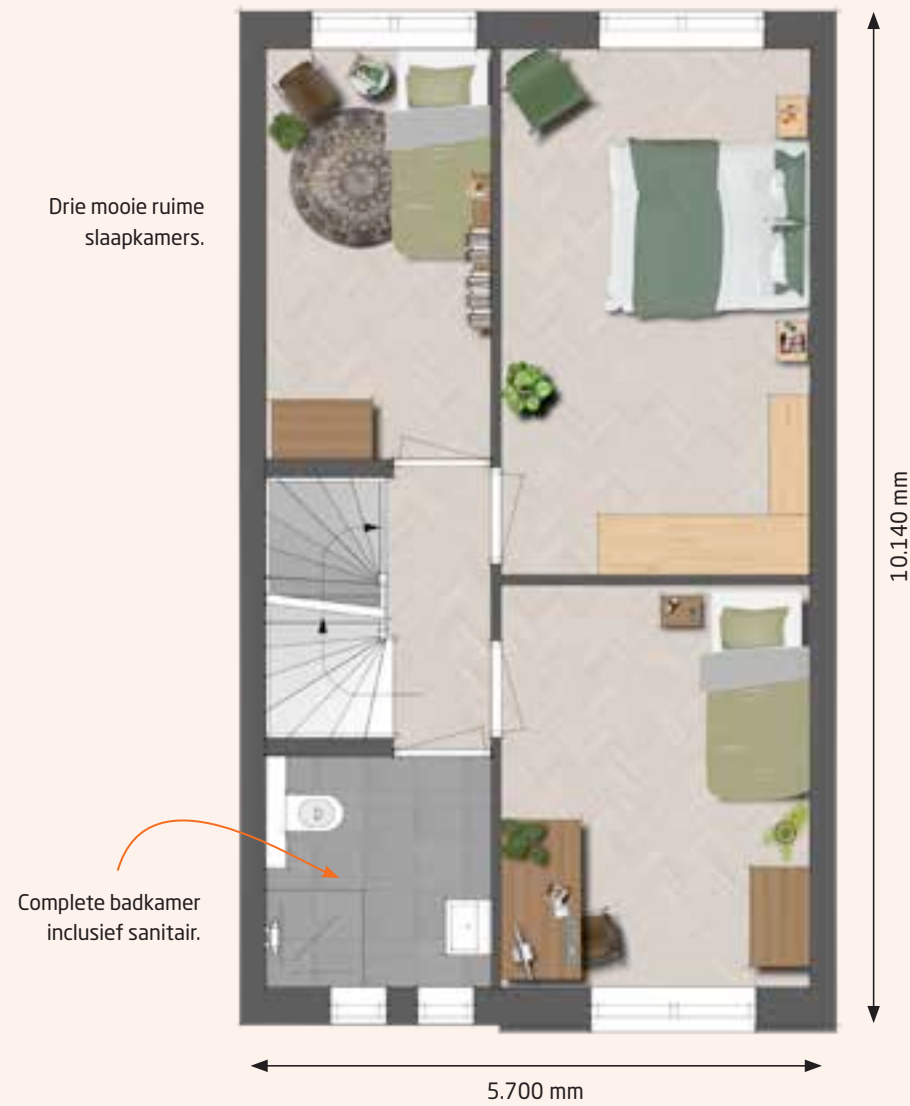 Drie mooie ruime
slaapkamers.
10.140 mm
Complete badkamer
inclusief sanitair.
5.700 mm